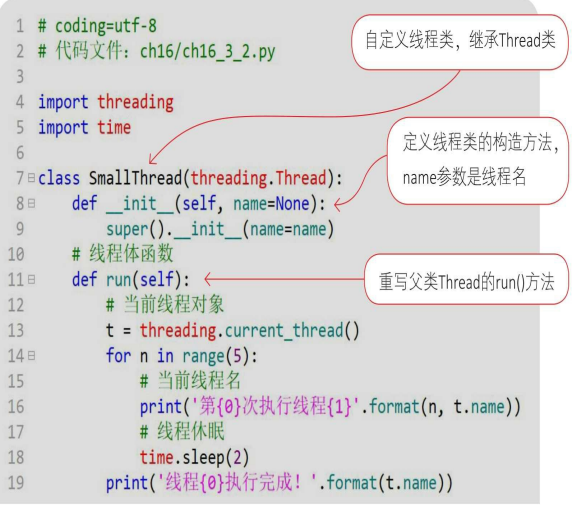 1 # coding=utf-8
2 # 代码文件：ch16/ch16_3_2.py
3
4 import threading
5 import time
6
7 class SmallThread(threading.Thread):
8     def __init__(self, name=None):
9         super().__init__(name=name)
10     # 线程体函数
11     def run(self):
12         # 当前线程对象
13         t = threading.current_thread()
14         for n in range(5):
15             # 当前线程名
16             print('第{0}次执行线程{1}'.format(n, t.name))
17             # 线程休眠
18             time.sleep(2)
19         print('线程{0}执行完成！'.format(t.name))
自定义线程类，继承Thread类
定义线程类的构造方法，
name参数是线程名
重写父类Thread的run()方法